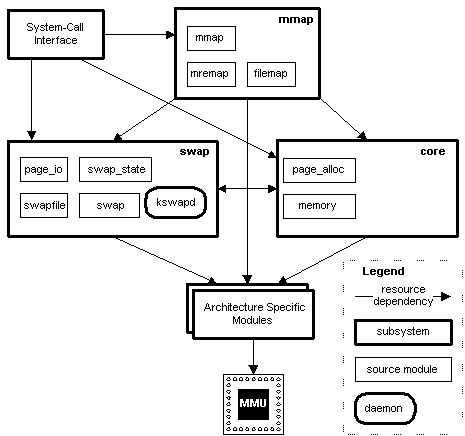 System-Call
Interface
mmap
mmap
mremap
filemap
swap
page_io
swap_state
swapfile
swap
kswapd
core
page_alloc
memory
Architecture Specific
Modules
MMU
Legend
resource
dependency
subsystem
source module
daemon